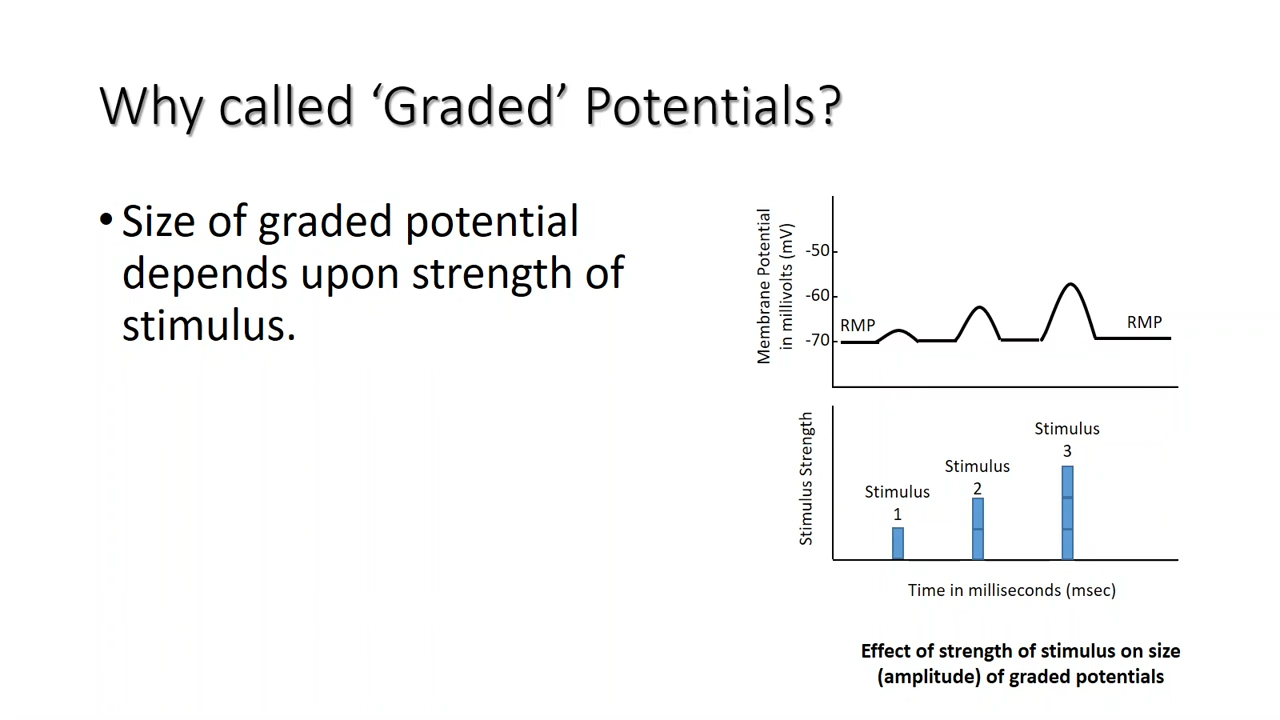 Why called ‘Graded’ Potentials?
• Size of graded potential
depends upon strength of
stimulus.
Membrane Potential
in millivolts (mV)
-50
-60
-70
RMP
RMP
Stimulus Strength
Stimulus
1
Stimulus
2
Stimulus
3
Time in milliseconds (msec)
Effect of strength of stimulus on size
(amplitude) of graded potentials